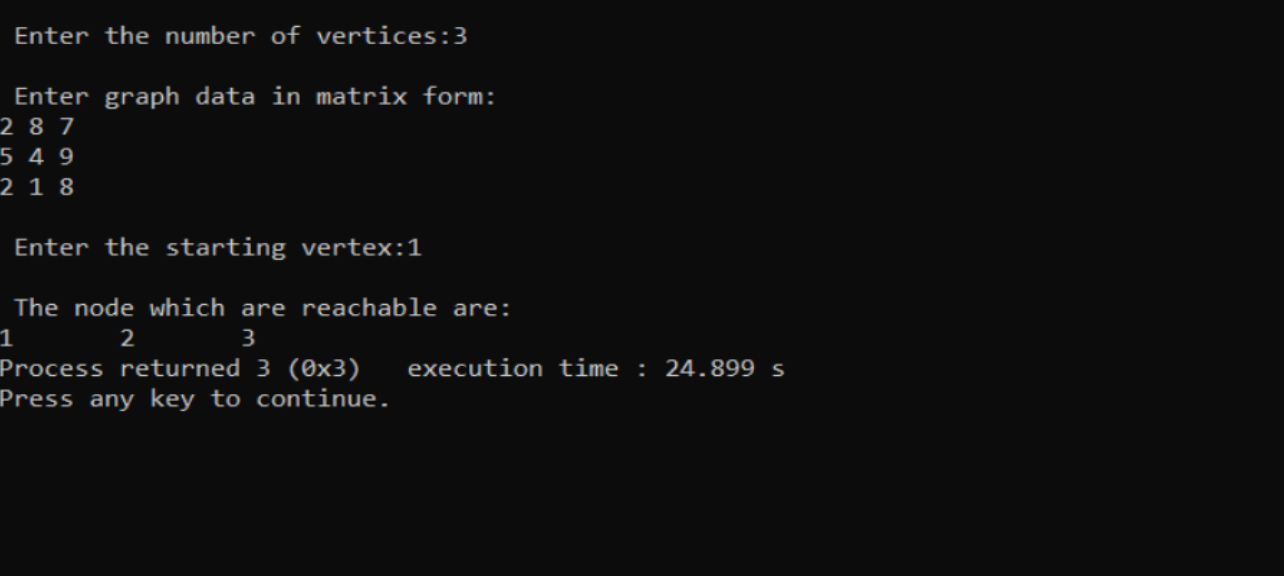 Enter the number of vertices:3
Enter graph data in matrix form:
2 8 7
5 4 9
2 1 8
Enter the starting vertex:1
The node which are reachable are:
1       2       3
Process returned 3 (0x3)   execution time : 24.899 s
Press any key to continue.